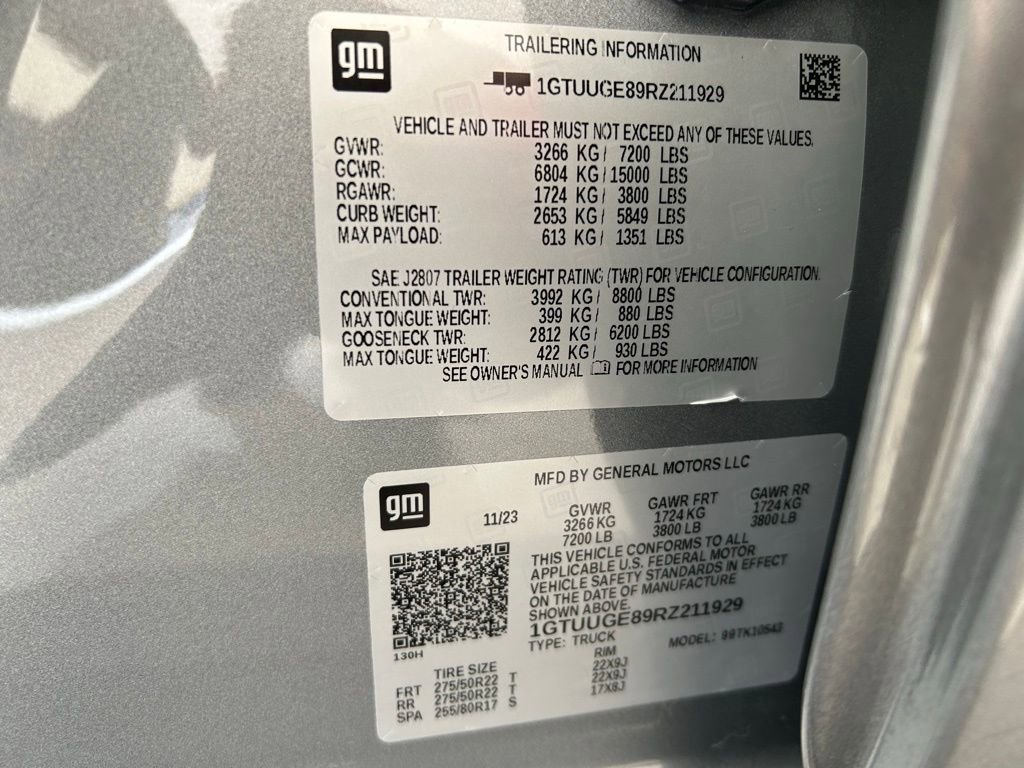 gm
TRAILERING INFORMATION
1GTUUGE89RZ211929
VEHICLE AND TRAILER MUST NOT EXCEED ANY OF THESE VALUES.
GVWR: 3266 KG / 7200 LBS
GCWR: 6804 KG / 15000 LBS
RGAWR: 1724 KG / 3800 LBS
CURB WEIGHT: 2653 KG / 5849 LBS
MAX PAYLOAD: 613 KG / 1351 LBS
SAE J2807 TRAILER WEIGHT RATING (TWR) FOR VEHICLE CONFIGURATION.
CONVENTIONAL TWR: 3992 KG / 8800 LBS
MAX TONGUE WEIGHT: 399 KG / 880 LBS
GOOSENECK TWR: 2812 KG / 6200 LBS
MAX TONGUE WEIGHT: 422 KG / 930 LBS
SEE OWNER'S MANUAL FOR MORE INFORMATION
gm
MFD BY GENERAL MOTORS LLC
11/23 GVWR GAWR FRT GAWR RR
3266 KG 1724 KG 1724 KG
7200 LB 3800 LB 3800 LB
THIS VEHICLE CONFORMS TO ALL
APPLICABLE U.S. FEDERAL MOTOR
VEHICLE SAFETY STANDARDS IN EFFECT
ON THE DATE OF MANUFACTURE
SHOWN ABOVE.
1GTUUGE89RZ211929
TYPE: TRUCK MODEL: 99TK10543
130H
TIRE SIZE RIM
FRT 275/50R22 T 22X9J
RR 275/50R22 T 22X9J
SPA 255/80R17 S 17X8J